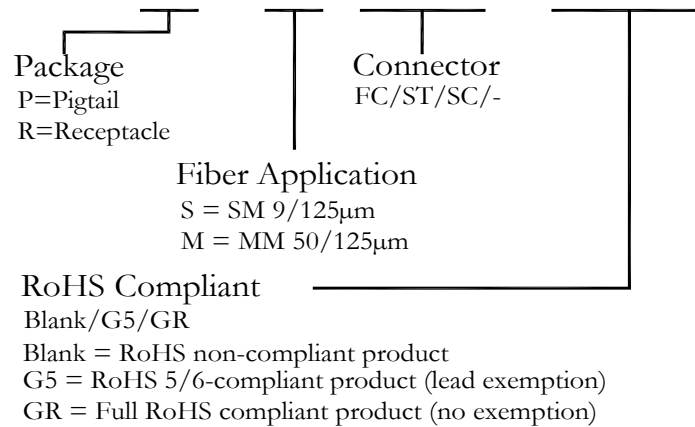 Package
P=Pigtail
R=Receptacle
Connector
FC/ST/SC/-
Fiber Application
S = SM 9/125μm
M = MM 50/125μm
RoHS Compliant
Blank/G5/GR
Blank = RoHS non-compliant product
G5 = RoHS 5/6-compliant product (lead exemption)
GR = Full RoHS compliant product (no exemption)